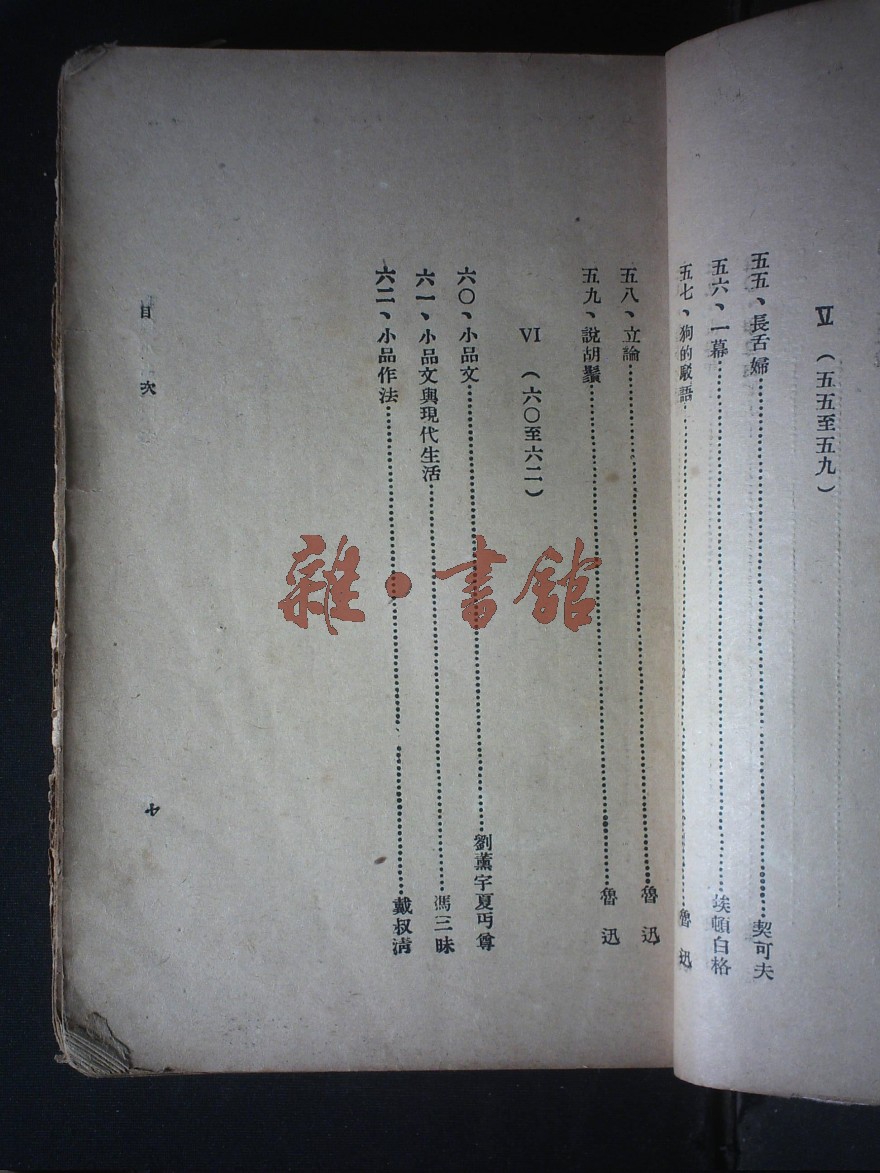 V （五五至五九）
五五、長舌婦……契可夫
五六、一幕……埃頓白格
五七、狗的駁語……魯迅
五八、立論……魯迅
五九、說胡鬚……魯迅
VI （六〇至六二）
六〇、小品文……劉薰宇夏丏尊
六一、小品文與現代生活……馮三昧
六二、小品作法……戴叔清
目次
雜・書館